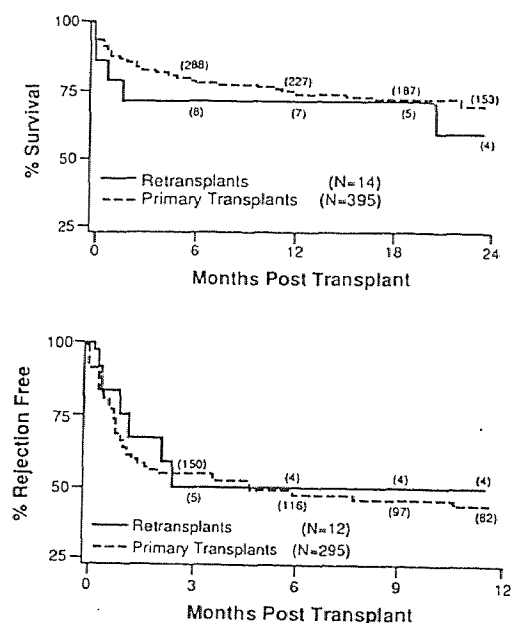 100
75
50
25
% Survival
(288)
(227)
(187)
(153)
(8)
(7)
(5)
(4)
Retransplants (N=14)
Primary Transplants (N=395)
0 6 12 18 24
Months Post Transplant
100
75
50
25
% Rejection Free
(150)
(4)
(4)
(4)
(5)
(116)
(97)
(82)
Retransplants (N=12)
Primary Transplants (N=295)
0 3 6 9 12
Months Post Transplant